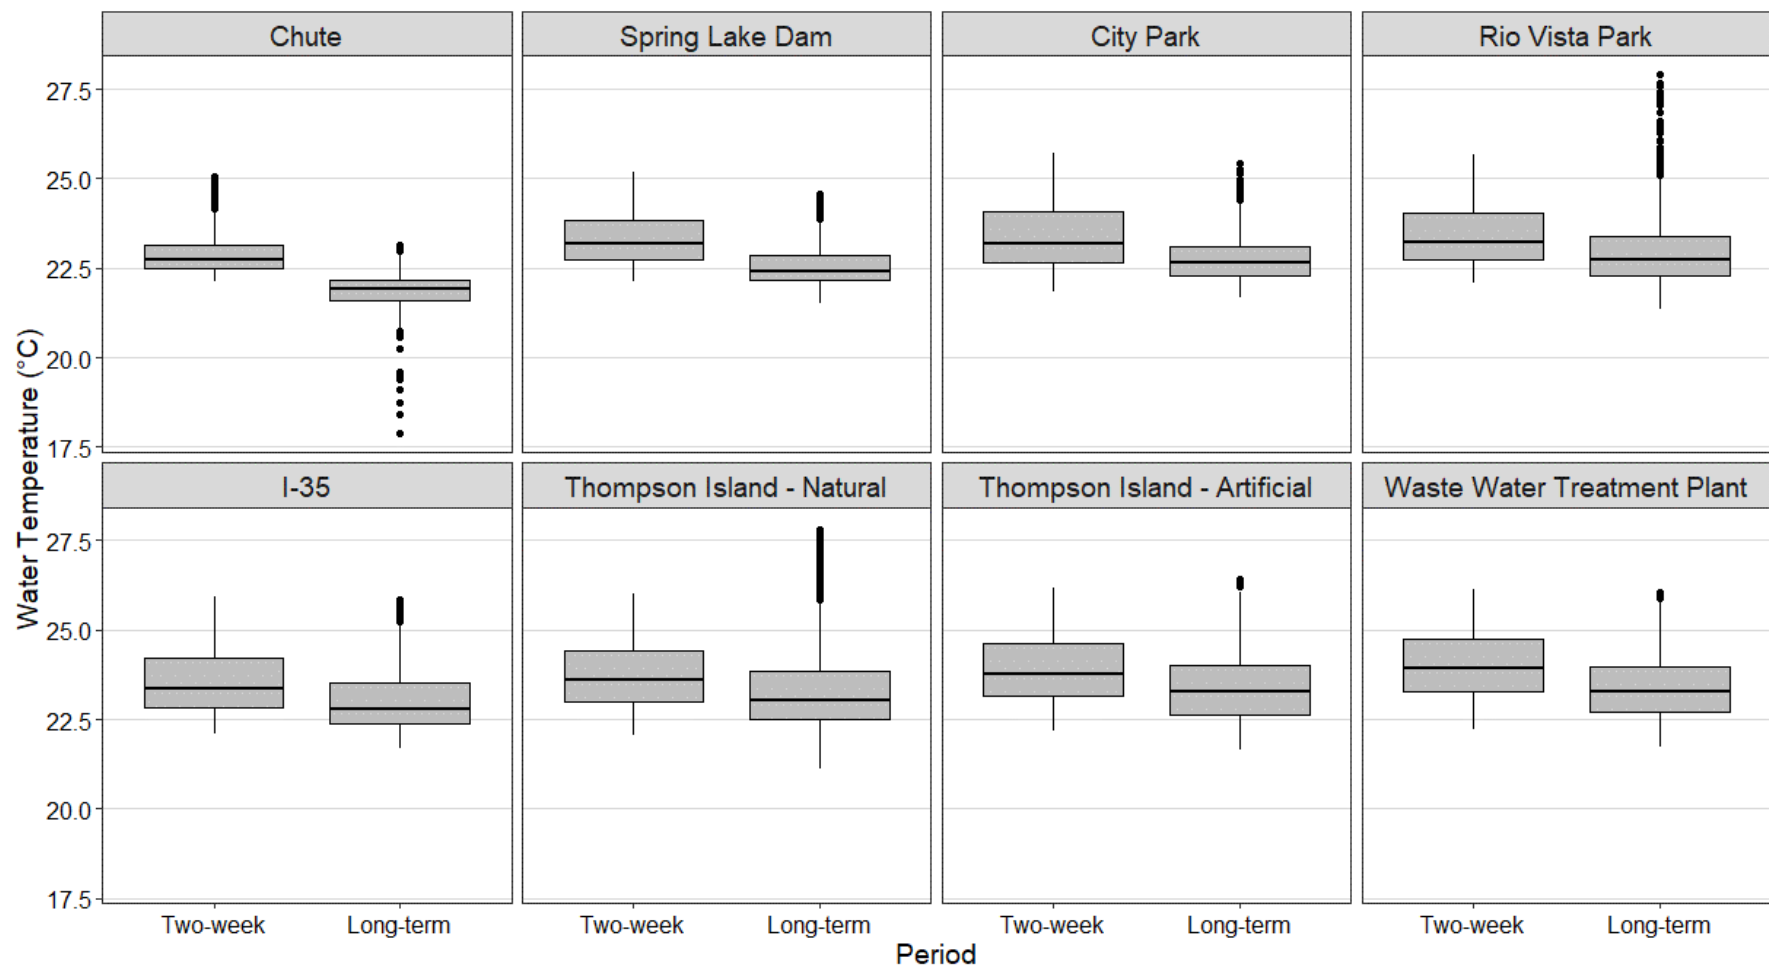 Chute Spring Lake Dam City Park Rio Vista Park
27.5
25.0
22.5
20.0
17.5
Water Temperature (°C)
I-35 Thompson Island - Natural Thompson Island - Artificial Waste Water Treatment Plant
27.5
25.0
22.5
20.0
17.5
Two-week Long-term Two-week Long-term Two-week Long-term Two-week Long-term
Period